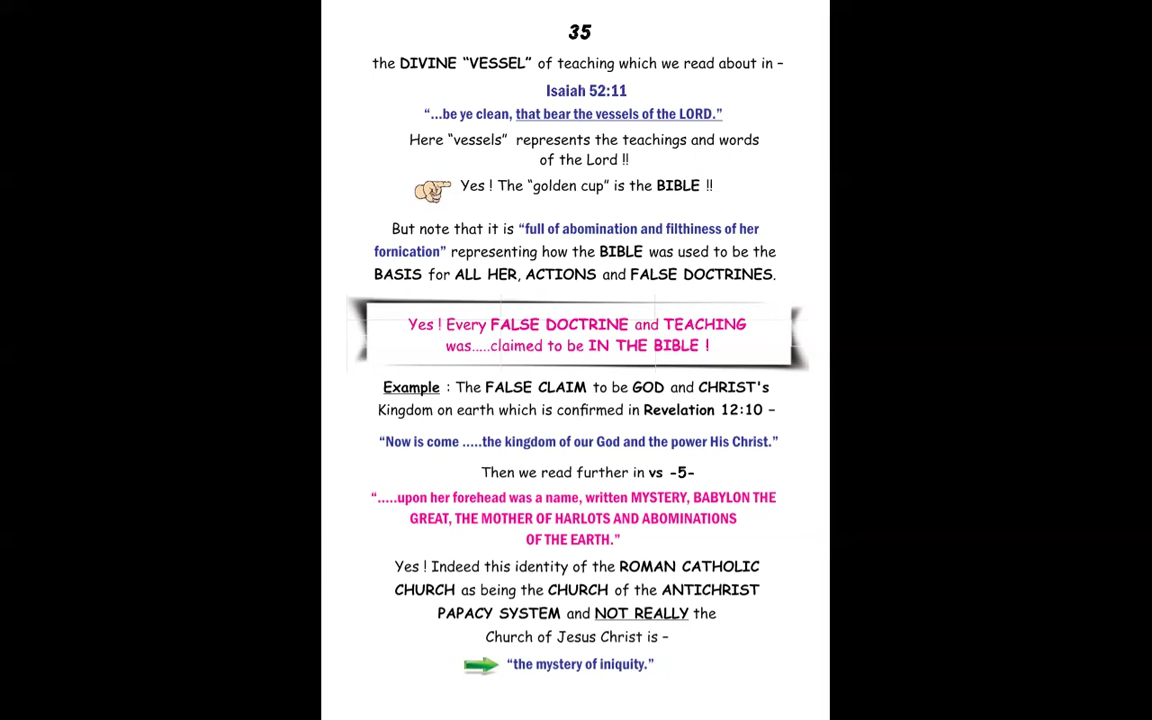 35
the DIVINE “VESSEL” of teaching which we read about in –
Isaiah 52:11
“...be ye clean, that bear the vessels of the LORD.”
Here “vessels” represents the teachings and words
of the Lord !!
Yes ! The “golden cup” is the BIBLE !!
But note that it is “full of abomination and filthiness of her
fornication” representing how the BIBLE was used to be the
BASIS for ALL HER, ACTIONS and FALSE DOCTRINES.
Yes ! Every FALSE DOCTRINE and TEACHING
was.....claimed to be IN THE BIBLE !
Example : The FALSE CLAIM to be GOD and CHRIST's
Kingdom on earth which is confirmed in Revelation 12:10 –
“Now is come .....the kingdom of our God and the power His Christ.”
Then we read further in vs -5-
“.....upon her forehead was a name, written MYSTERY, BABYLON THE
GREAT, THE MOTHER OF HARLOTS AND ABOMINATIONS
OF THE EARTH.”
Yes ! Indeed this identity of the ROMAN CATHOLIC
CHURCH as being the CHURCH of the ANTICHRIST
PAPACY SYSTEM and NOT REALLY the
Church of Jesus Christ is –
“the mystery of iniquity.”